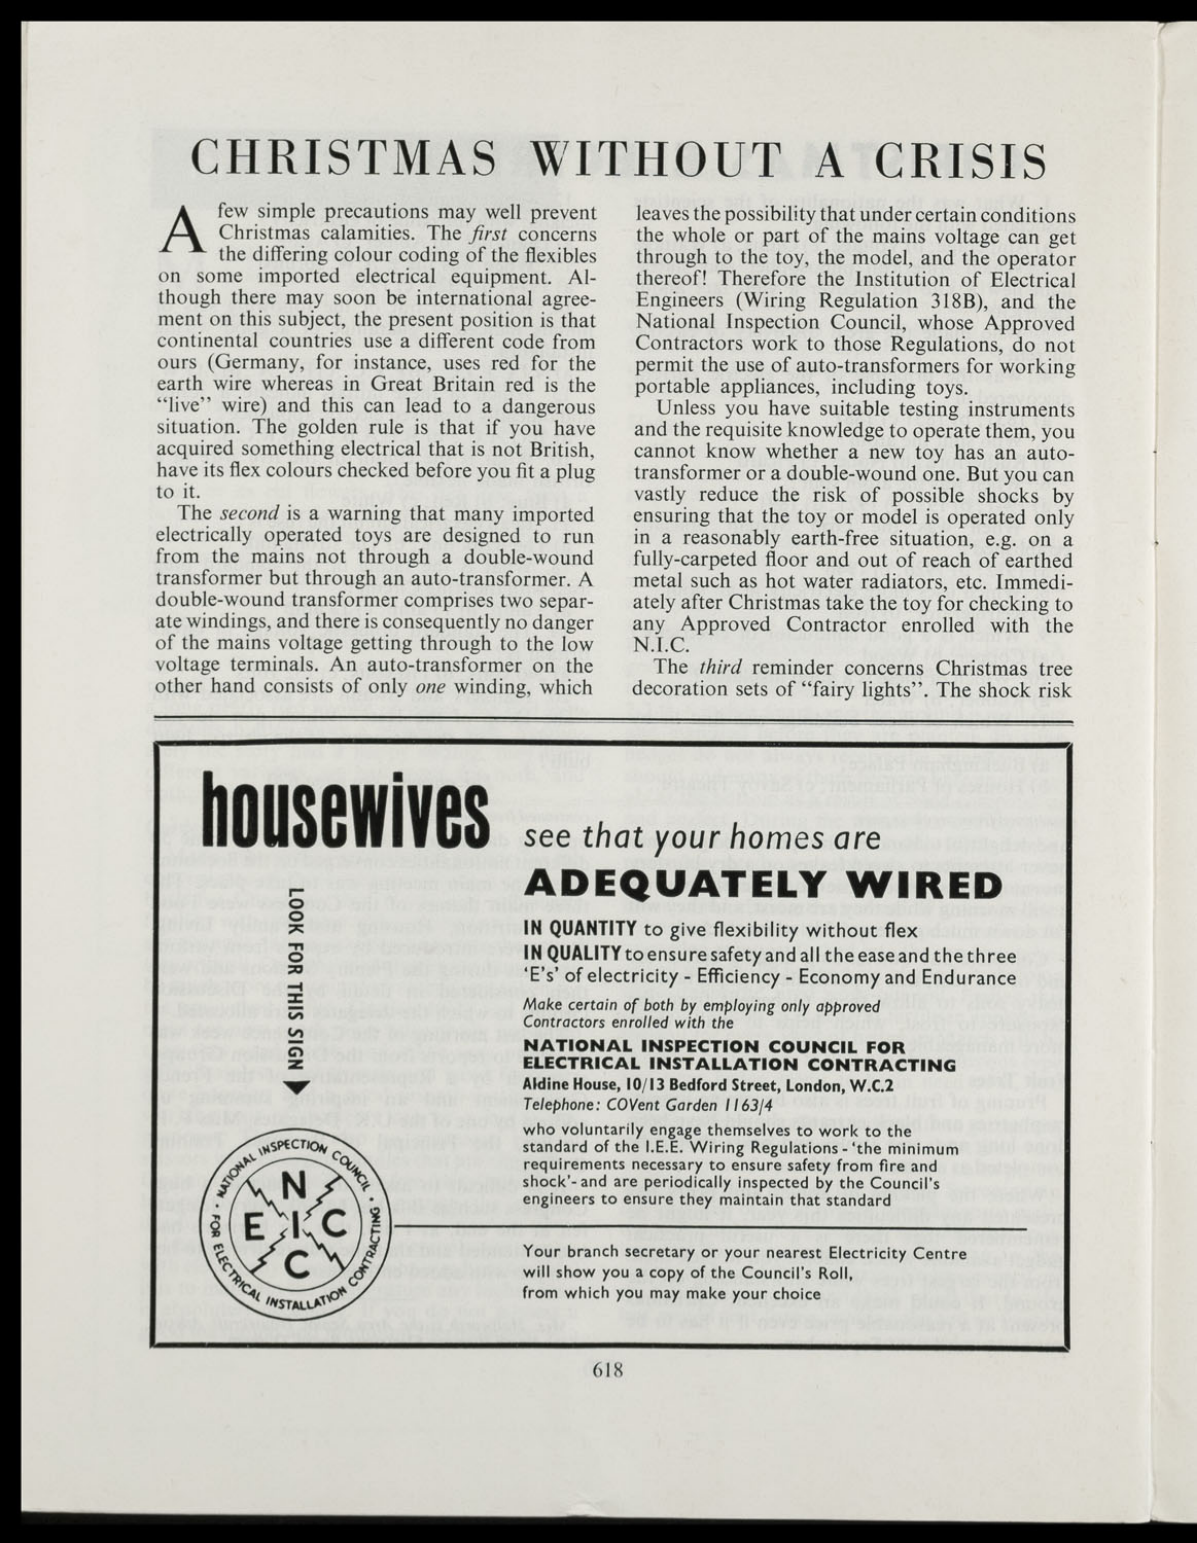 CHRISTMAS WITHOUT A CRISIS
A few simple precautions may well prevent
Christmas calamities. The first concerns
the differing colour coding of the flexibles
on some imported electrical equipment. Al-
though there may soon be international agree-
ment on this subject, the present position is that
continental countries use a different code from
ours (Germany, for instance, uses red for the
earth wire whereas in Great Britain red is the
“live” wire) and this can lead to a dangerous
situation. The golden rule is that if you have
acquired something electrical that is not British,
have its flex colours checked before you fit a plug
to it.
The second is a warning that many imported
electrically operated toys are designed to run
from the mains not through a double-wound
transformer but through an auto-transformer. A
double-wound transformer comprises two separ-
ate windings, and there is consequently no danger
of the mains voltage getting through to the low
voltage terminals. An auto-transformer on the
other hand consists of only one winding, which
leaves the possibility that under certain conditions
the whole or part of the mains voltage can get
through to the toy, the model, and the operator
thereof! Therefore the Institution of Electrical
Engineers (Wiring Regulation 318B), and the
National Inspection Council, whose Approved
Contractors work to those Regulations, do not
permit the use of auto-transformers for working
portable appliances, including toys.
Unless you have suitable testing instruments
and the requisite knowledge to operate them, you
cannot know whether a new toy has an auto-
transformer or a double-wound one. But you can
vastly reduce the risk of possible shocks by
ensuring that the toy or model is operated only
in a reasonably earth-free situation, e.g. on a
fully-carpeted floor and out of reach of earthed
metal such as hot water radiators, etc. Immedi-
ately after Christmas take the toy for checking to
any Approved Contractor enrolled with the
N.I.C.
The third reminder concerns Christmas tree
decoration sets of “fairy lights”. The shock risk
housewives
see that your homes are
ADEQUATELY WIRED
IN QUANTITY to give flexibility without flex
IN QUALITY to ensure safety and all the ease and the three
‘E’s’ of electricity - Efficiency - Economy and Endurance
Make certain of both by employing only approved
Contractors enrolled with the
NATIONAL INSPECTION COUNCIL FOR
ELECTRICAL INSTALLATION CONTRACTING
Aldine House, 10/13 Bedford Street, London, W.C.2
Telephone: COVent Garden 1163/4
who voluntarily engage themselves to work to the
standard of the I.E.E. Wiring Regulations - ‘the minimum
requirements necessary to ensure safety from fire and
shock’- and are periodically inspected by the Council’s
engineers to ensure they maintain that standard
Your branch secretary or your nearest Electricity Centre
will show you a copy of the Council’s Roll,
from which you may make your choice
LOOK FOR THIS SIGN
· NATIONAL INSPECTION COUNCIL ·
FOR ELECTRICAL INSTALLATION CONTRACTING
N
E I C
C
618